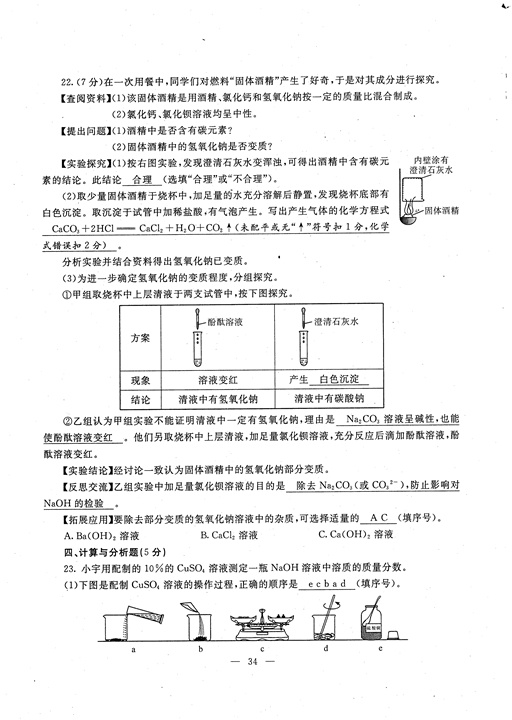 22.(7分)在一次用餐中,同学们对燃料“固体酒精”产生了好奇,于是对其成分进行探究。
【查阅资料】(1)该固体酒精是用酒精、氯化钙和氢氧化钠按一定的质量比混合制成。
(2)氯化钙、氯化钡溶液均呈中性。
【提出问题】(1)酒精中是否含有碳元素?
(2)固体酒精中的氢氧化钠是否变质?
【实验探究】(1)按右图实验,发现澄清石灰水变浑浊,可得出酒精中含有碳元
素的结论。此结论 合理 (选填“合理”或“不合理”)。
内壁涂有
澄清石灰水
固体酒精
(2)取少量固体酒精于烧杯中,加足量的水充分溶解后静置,发现烧杯底部有
白色沉淀。取沉淀于试管中加稀盐酸,有气泡产生。写出产生气体的化学方程式
CaCO₃+2HCl══CaCl₂+H₂O+CO₂↑(未配平或无“↑”符号扣1分,化学
式错误扣2分) 。
分析实验并结合资料得出氢氧化钠已变质。
(3)为进一步确定氢氧化钠的变质程度,分组探究。
①甲组取烧杯中上层清液于两支试管中,按下图探究。
方案 酚酞溶液 澄清石灰水
现象 溶液变红 产生 白色沉淀
结论 清液中有氢氧化钠 清液中有碳酸钠
②乙组认为甲组实验不能证明清液中一定有氢氧化钠,理由是 Na₂CO₃ 溶液呈碱性,也能
使酚酞溶液变红 。他们另取烧杯中上层清液,加足量氯化钡溶液,充分反应后滴加酚酞溶液,酚
酞溶液变红。
【实验结论】经讨论一致认为固体酒精中的氢氧化钠部分变质。
【反思交流】乙组实验中加足量氯化钡溶液的目的是 除去 Na₂CO₃(或 CO₃²⁻),防止影响对
NaOH 的检验 。
【拓展应用】要除去部分变质的氢氧化钠溶液中的杂质,可选择适量的 A C (填序号)。
A. Ba(OH)₂ 溶液 B. CaCl₂ 溶液 C. Ca(OH)₂ 溶液
四、计算与分析题(5分)
23. 小宇用配制的10%的 CuSO₄ 溶液测定一瓶 NaOH 溶液中溶质的质量分数。
(1)下图是配制 CuSO₄ 溶液的操作过程,正确的顺序是 e c b a d (填序号)。
硫酸铜
a b c d e
— 34 —